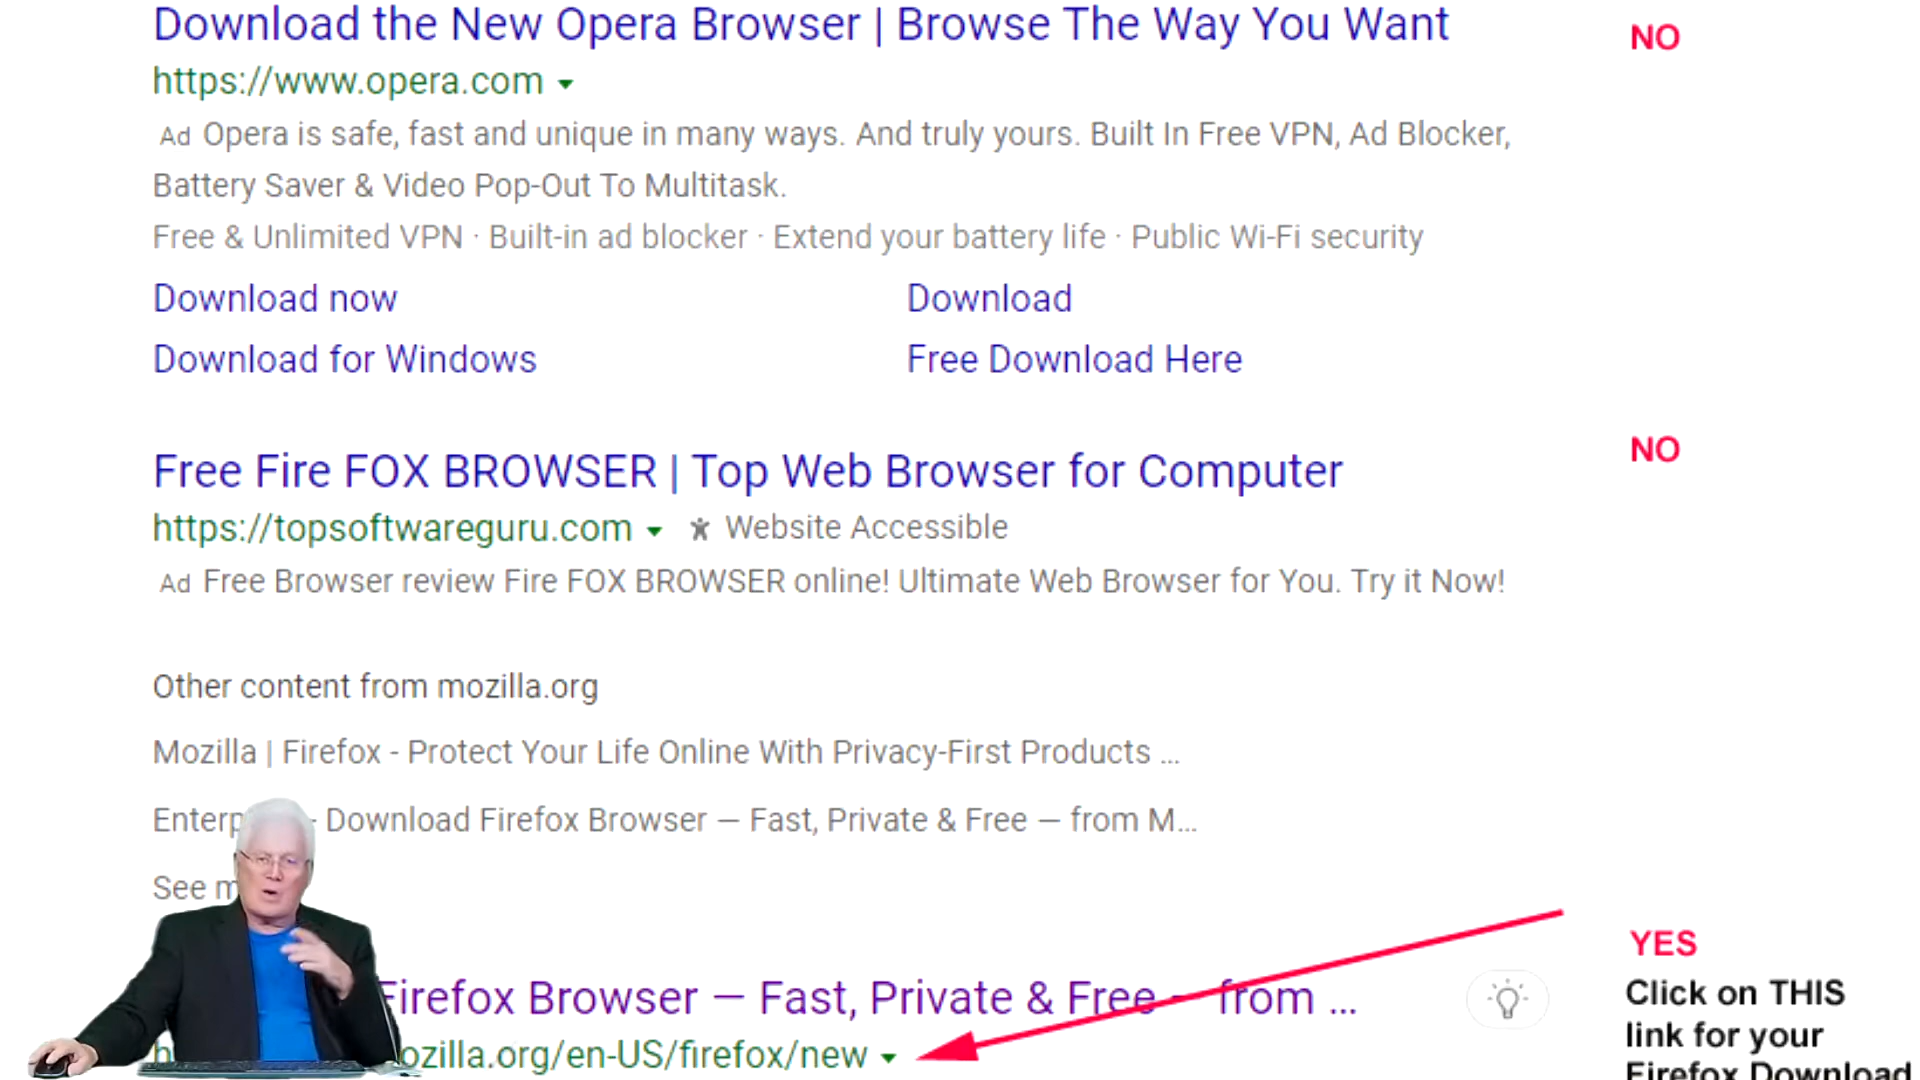 Download the New Opera Browser | Browse The Way You Want
NO
https://www.opera.com
Ad Opera is safe, fast and unique in many ways. And truly yours. Built In Free VPN, Ad Blocker,
Battery Saver & Video Pop-Out To Multitask.
Free & Unlimited VPN · Built-in ad blocker · Extend your battery life · Public Wi-Fi security
Download now
Download
Download for Windows
Free Download Here
Free Fire FOX BROWSER | Top Web Browser for Computer
NO
https://topsoftwareguru.com
Website Accessible
Ad Free Browser review Fire FOX BROWSER online! Ultimate Web Browser for You. Try it Now!
Other content from mozilla.org
Mozilla | Firefox - Protect Your Life Online With Privacy-First Products ...
- Download Firefox Browser — Fast, Private & Free — from M...
See
Firefox Browser — Fast, Private & Free — from ...
ozilla.org/en-US/firefox/new
YES
Click on THIS
link for your
Firefox Download